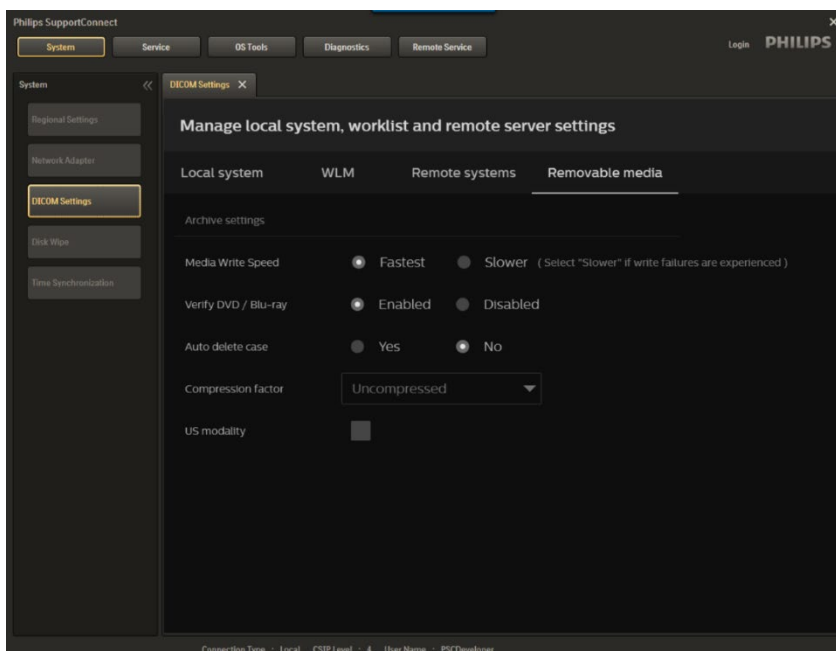 Philips SupportConnect
X
System Service OS Tools Diagnostics Remote Service Login PHILIPS
System «
DICOM Settings X
Regional Settings
Network Adapter
DICOM Settings
Disk Wipe
Time Synchronization
Manage local system, worklist and remote server settings
Local system WLM Remote systems Removable media
Archive settings
Media Write Speed Fastest Slower ( Select "Slower" if write failures are experienced )
Verify DVD / Blu-ray Enabled Disabled
Auto delete case Yes No
Compression factor Uncompressed
US modality
Connection Type : Local CSIP Level : 4 User Name : PSCDeveloper